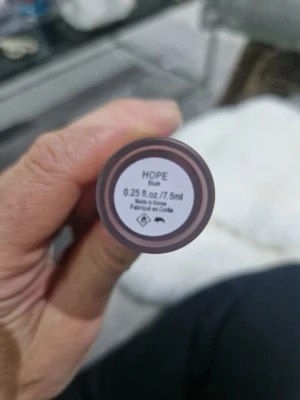 HOPE
Blush
0.25 fl.oz /7.5ml
Made in Korea
Fabriqué en Corée